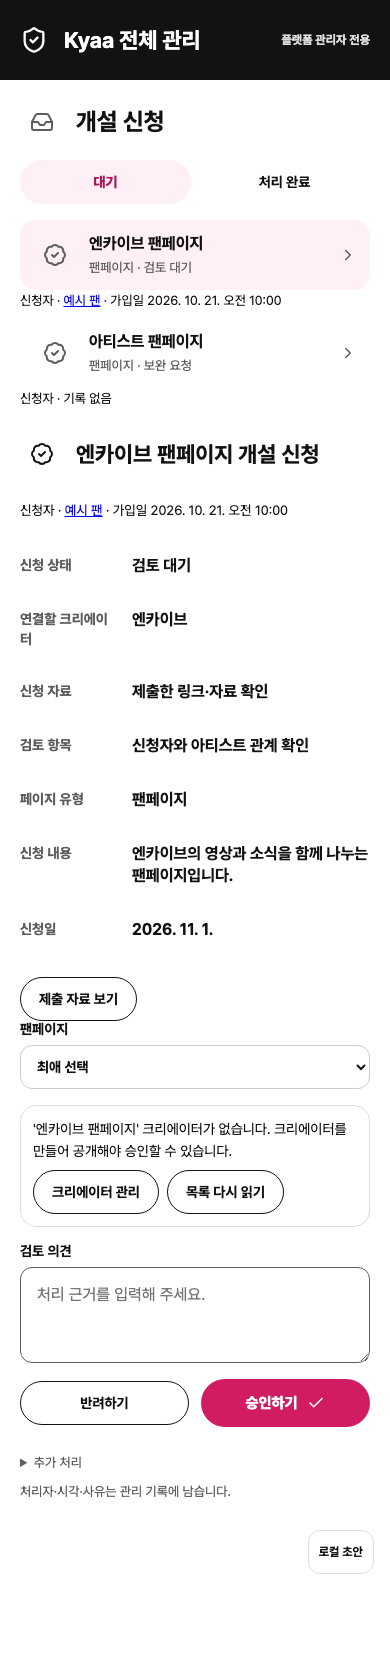 Kyaa 전체 관리
플랫폼 관리자 전용
개설 신청
대기
처리 완료
엔카이브 팬페이지
팬페이지 · 검토 대기
신청자 · 예시 팬 · 가입일 2026. 10. 21. 오전 10:00
아티스트 팬페이지
팬페이지 · 보완 요청
신청자 · 기록 없음
엔카이브 팬페이지 개설 신청
신청자 · 예시 팬 · 가입일 2026. 10. 21. 오전 10:00
신청 상태
검토 대기
연결할 크리에이
터
엔카이브
신청 자료
제출한 링크·자료 확인
검토 항목
신청자와 아티스트 관계 확인
페이지 유형
팬페이지
신청 내용
엔카이브의 영상과 소식을 함께 나누는
팬페이지입니다.
신청일
2026. 11. 1.
제출 자료 보기
팬페이지
최애 선택
'엔카이브 팬페이지' 크리에이터가 없습니다. 크리에이터를
만들어 공개해야 승인할 수 있습니다.
크리에이터 관리
목록 다시 읽기
검토 의견
처리 근거를 입력해 주세요.
반려하기
승인하기
추가 처리
처리자·시각·사유는 관리 기록에 남습니다.
로컬 초안